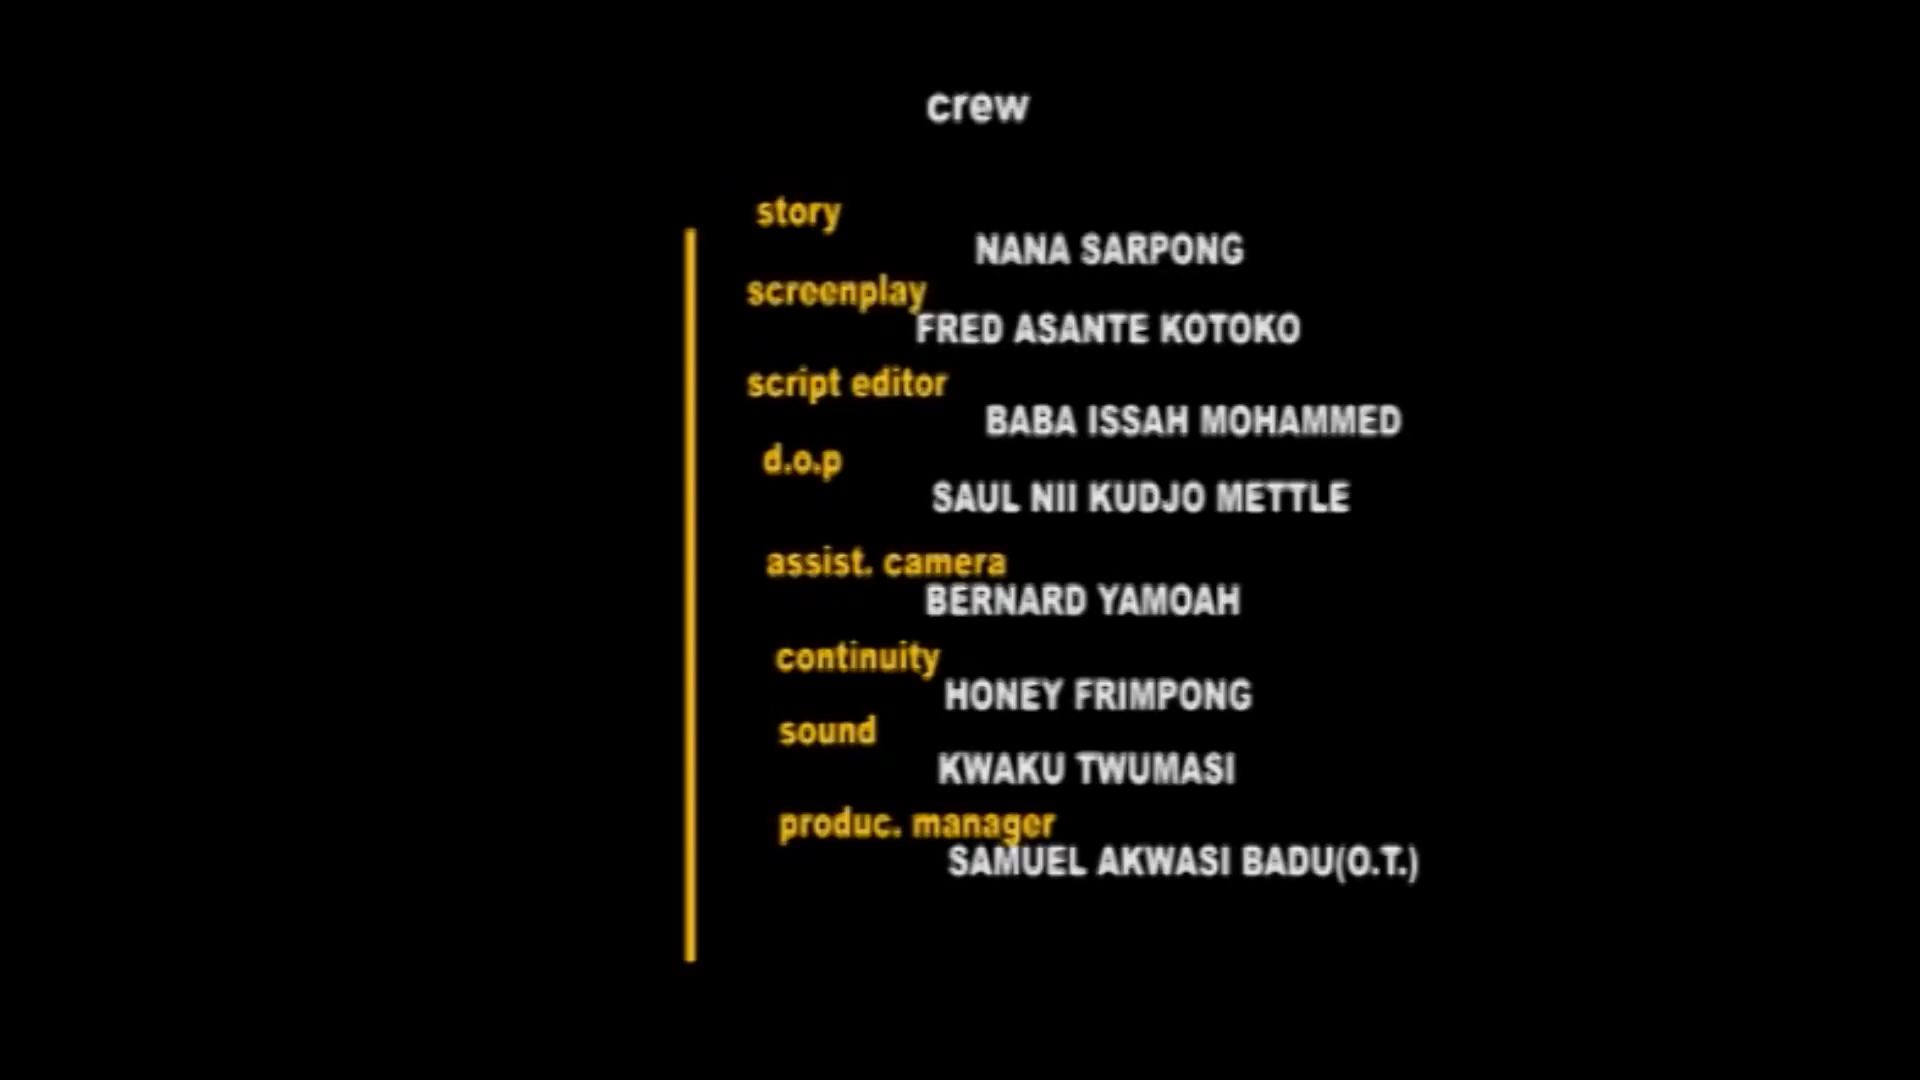 crew
story
NANA SARPONG
screenplay
FRED ASANTE KOTOKO
script editor
BABA ISSAH MOHAMMED
d.o.p
SAUL NII KUDJO METTLE
assist. camera
BERNARD YAMOAH
continuity
HONEY FRIMPONG
sound
KWAKU TWUMASI
produc. manager
SAMUEL AKWASI BADU(O.T.)